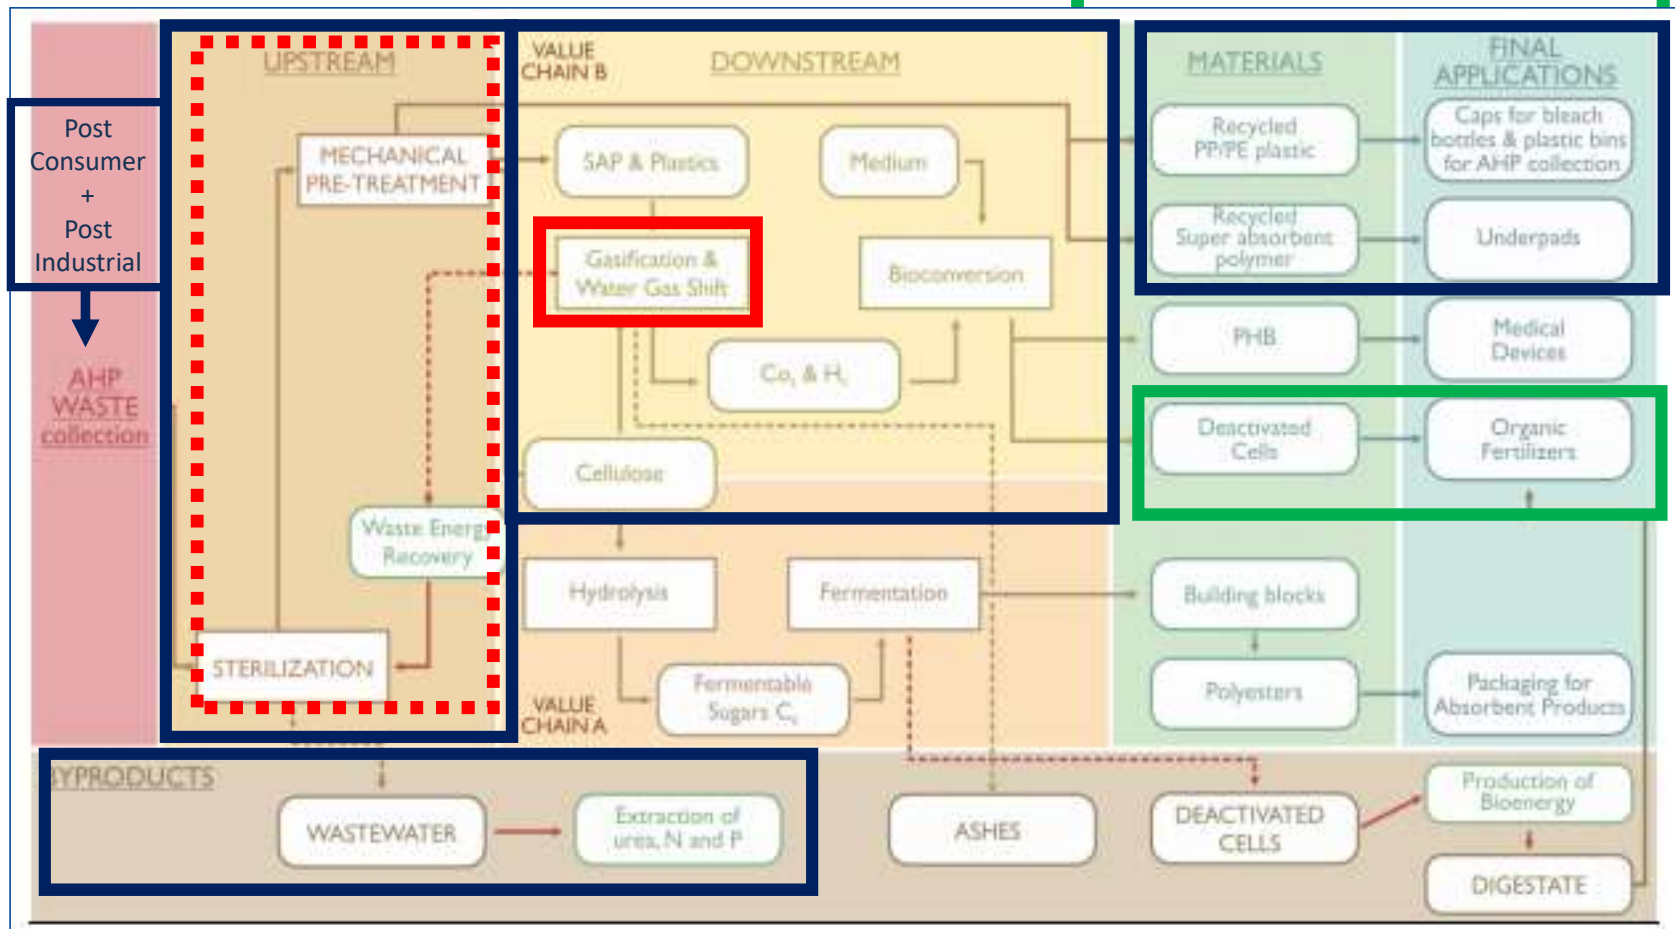 Post
Consumer
+
Post
Industrial
AHP
WASTE
collection
UPSTREAM
MECHANICAL
PRE-TREATMENT
Waste Energy
Recovery
STERILIZATION
VALUE
CHAIN B
DOWNSTREAM
SAP & Plastics
Medium
Gasification &
Water Gas Shift
Bioconversion
Co₂ & H₂
Cellulose
Hydrolysis
Fermentation
Fermentable
Sugars C₆
VALUE
CHAIN A
MATERIALS
Recycled
PP/PE plastic
Recycled
Super absorbent
polymer
PHB
Deactivated
Cells
Building blocks
Polyesters
FINAL
APPLICATIONS
Caps for bleach
bottles & plastic bins
for AHP collection
Underpads
Medical
Devices
Organic
Fertilizers
Packaging for
Absorbent Products
BYPRODUCTS
WASTEWATER
Extraction of
urea, N and P
ASHES
DEACTIVATED
CELLS
Production of
Bioenergy
DIGESTATE